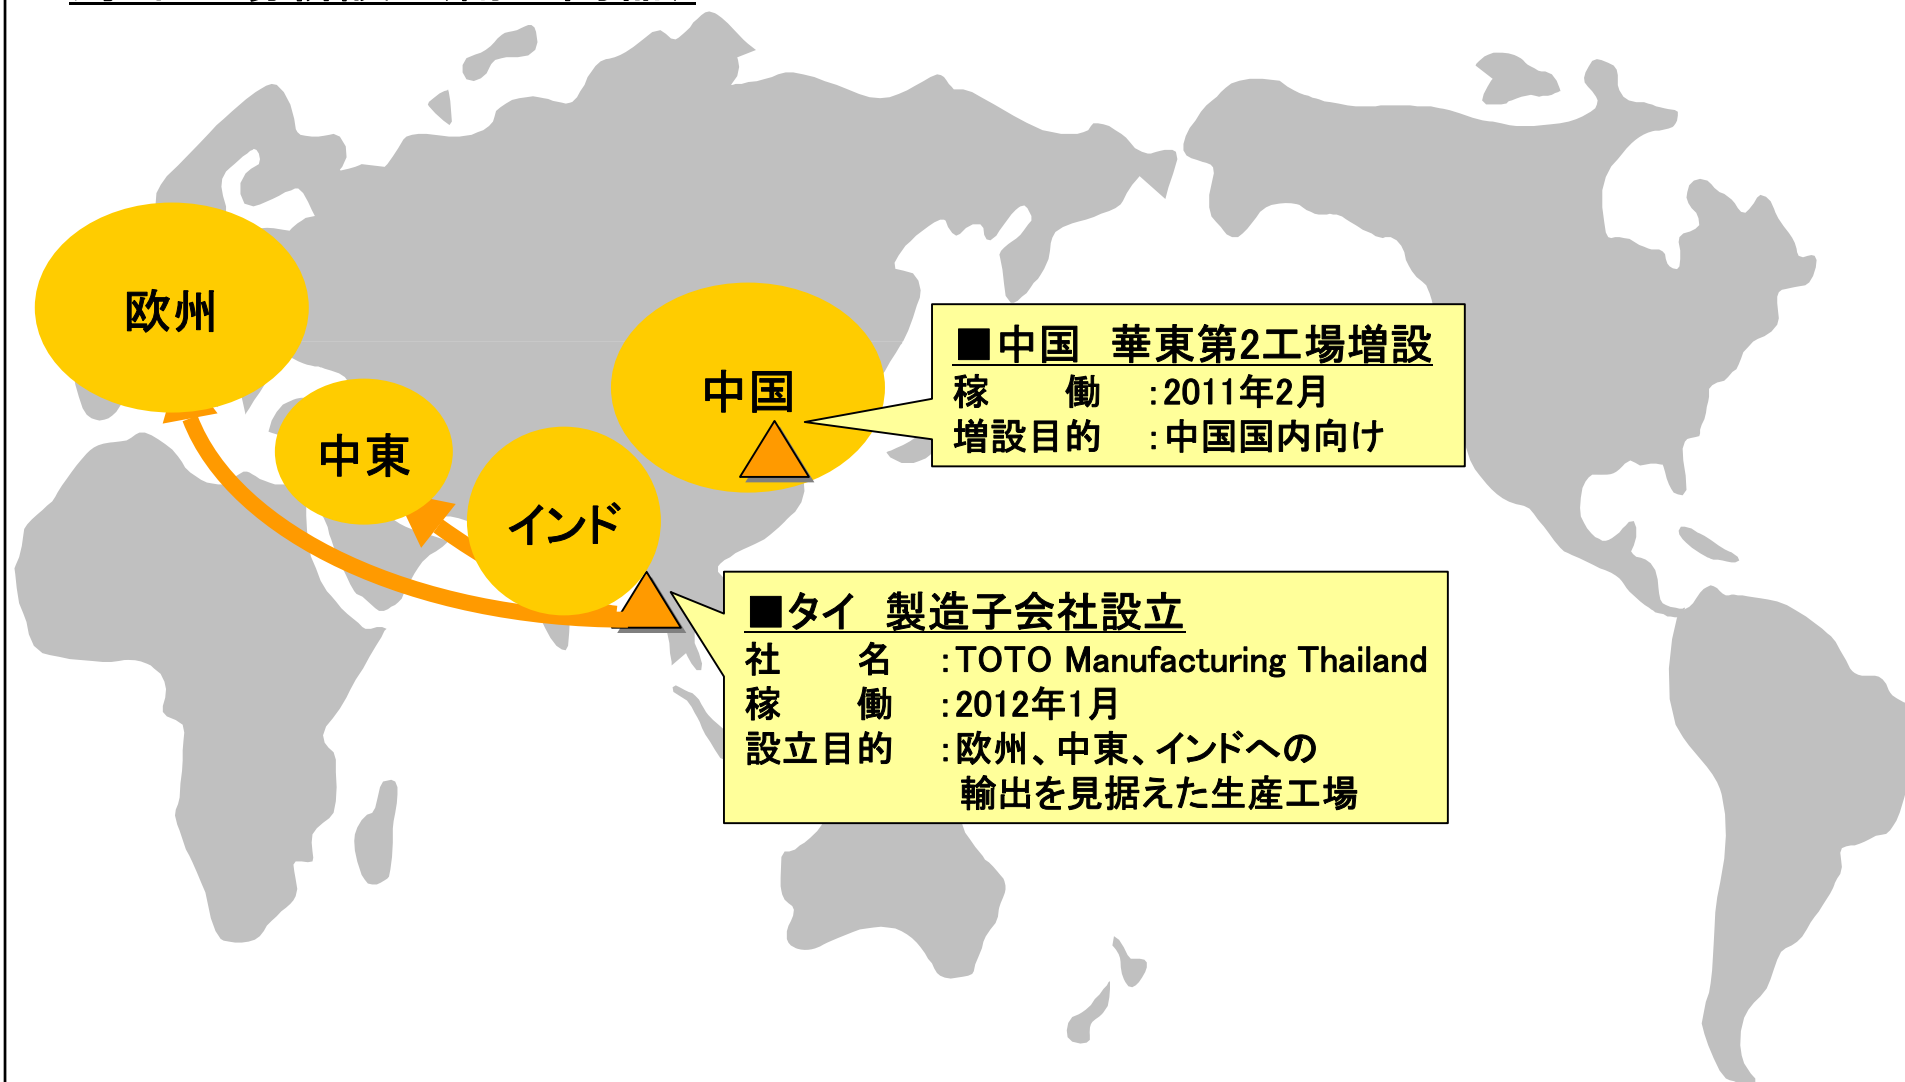 欧州
中国
中東
インド
■中国　華東第2工場増設
稼　　働　：2011年2月
増設目的　：中国国内向け
■タイ　製造子会社設立
社　　名　：TOTO Manufacturing Thailand
稼　　働　：2012年1月
設立目的　：欧州、中東、インドへの
輸出を見据えた生産工場